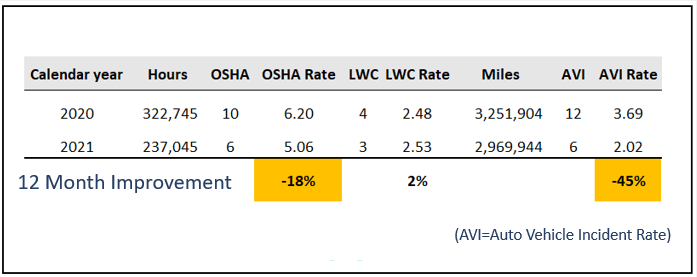 Calendar year Hours OSHA OSHA Rate LWC LWC Rate Miles AVI AVI Rate
2020 322,745 10 6.20 4 2.48 3,251,904 12 3.69
2021 237,045 6 5.06 3 2.53 2,969,944 6 2.02
12 Month Improvement -18% 2% -45%
(AVI=Auto Vehicle Incident Rate)